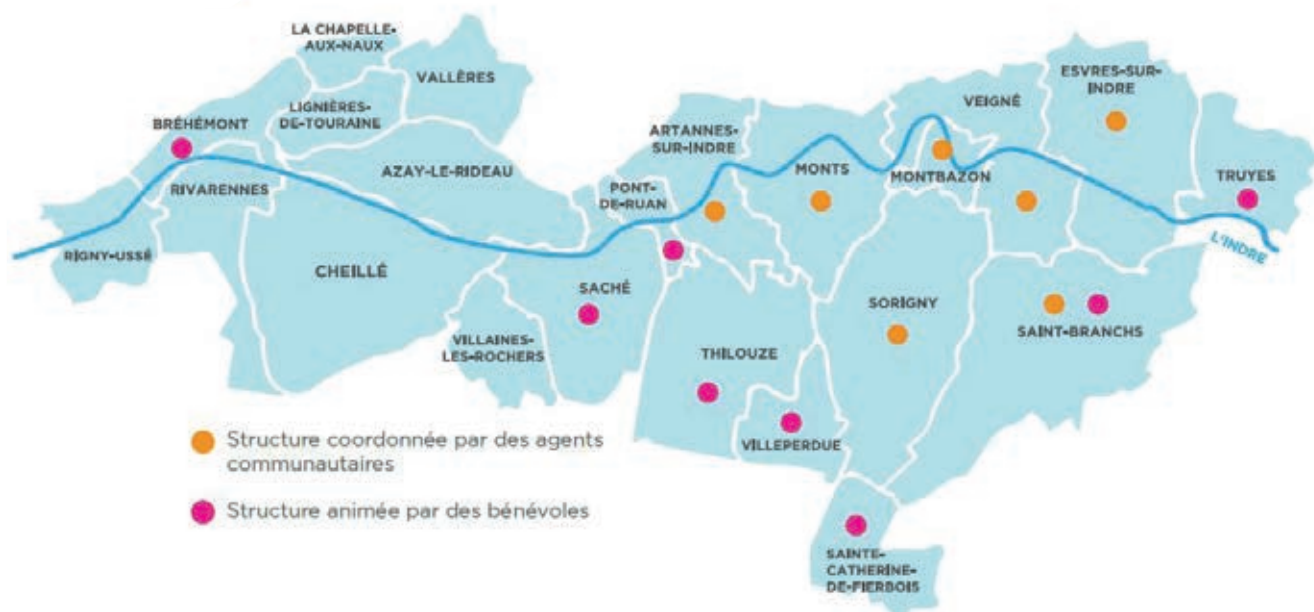 LA CHAPELLE-
AUX-NAUX
VALLÈRES
LIGNIÈRES-
DE-TOURAINE
BRÉHÉMONT
RIVARENNES
AZAY-LE-RIDEAU
RIGNY-USSÉ
CHEILLÉ
VILLAINES-
LES-ROCHERS
SACHÉ
PONT-
DE-RUAN
ARTANNES-
SUR-INDRE
MONTS
MONTBAZON
VEIGNÉ
ESVRES-SUR-
INDRE
TRUYES
L'INDRE
SORIGNY
SAINT-BRANCHS
THILOUZE
VILLEPERDUE
SAINTE-
CATHERINE-
DE-FIERBOIS
Structure coordonnée par des agents
communautaires
Structure animée par des bénévoles